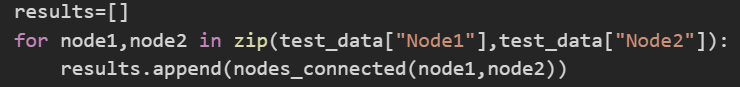 results=[]
for node1,node2 in zip(test_data["Node1"],test_data["Node2"]):
    results.append(nodes_connected(node1,node2))